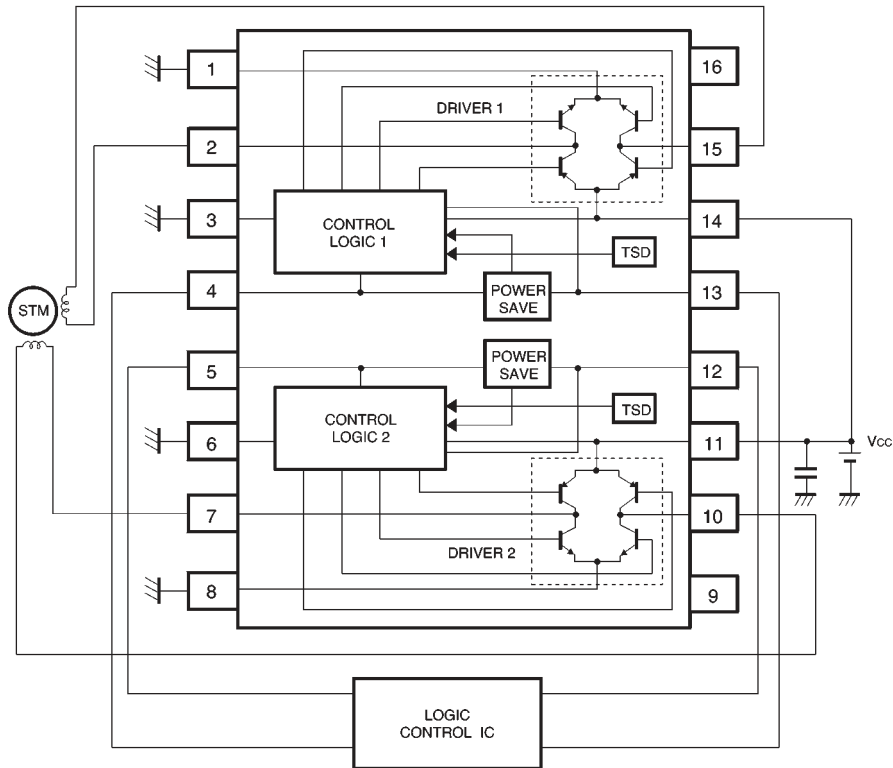 1
16
DRIVER 1
2
15
3
CONTROL
LOGIC 1
14
TSD
4
POWER
SAVE
13
STM
5
POWER
SAVE
12
CONTROL
LOGIC 2
TSD
6
11
Vcc
7
10
DRIVER 2
8
9
LOGIC
CONTROL IC